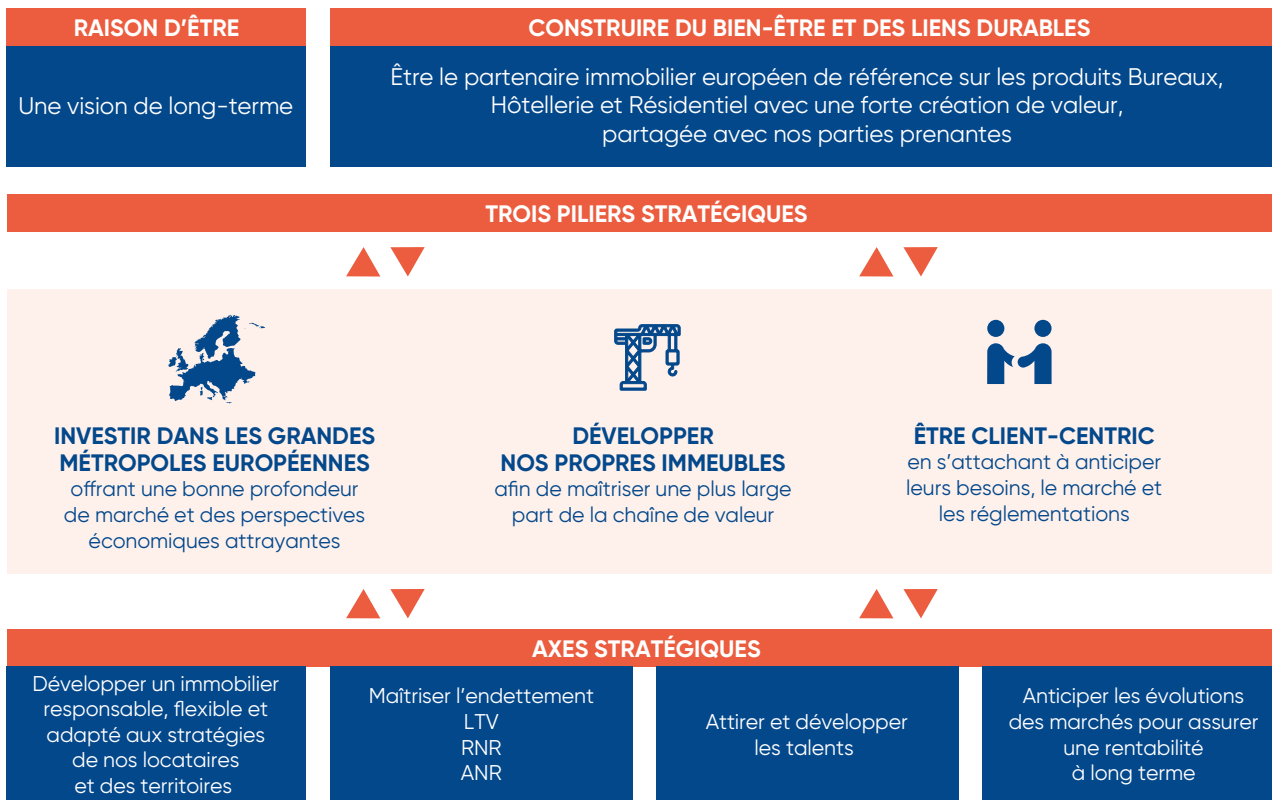 RAISON D'ÊTRE
Une vision de long-terme
CONSTRUIRE DU BIEN-ÊTRE ET DES LIENS DURABLES
Être le partenaire immobilier européen de référence sur les produits Bureaux,
Hôtellerie et Résidentiel avec une forte création de valeur,
partagée avec nos parties prenantes
TROIS PILIERS STRATÉGIQUES
INVESTIR DANS LES GRANDES
MÉTROPOLES EUROPÉENNES
offrant une bonne profondeur
de marché et des perspectives
économiques attrayantes
DÉVELOPPER
NOS PROPRES IMMEUBLES
afin de maîtriser une plus large
part de la chaîne de valeur
ÊTRE CLIENT-CENTRIC
en s'attachant à anticiper
leurs besoins, le marché et
les réglementations
AXES STRATÉGIQUES
Développer un immobilier
responsable, flexible et
adapté aux stratégies
de nos locataires
et des territoires
Maîtriser l'endettement
LTV
RNR
ANR
Attirer et développer
les talents
Anticiper les évolutions
des marchés pour assurer
une rentabilité
à long terme